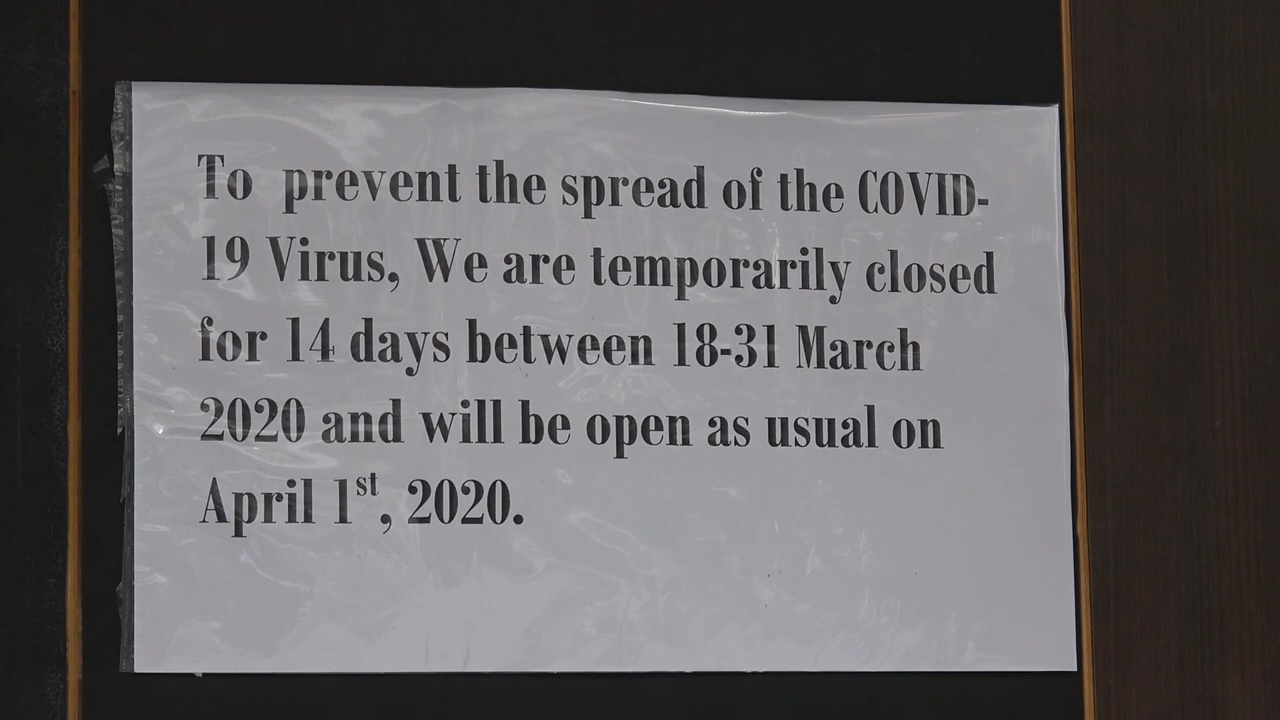 To  prevent the spread of the COVID-
19 Virus, We are temporarily closed
for 14 days between 18-31 March
2020 and will be open as usual on
April 1st, 2020.